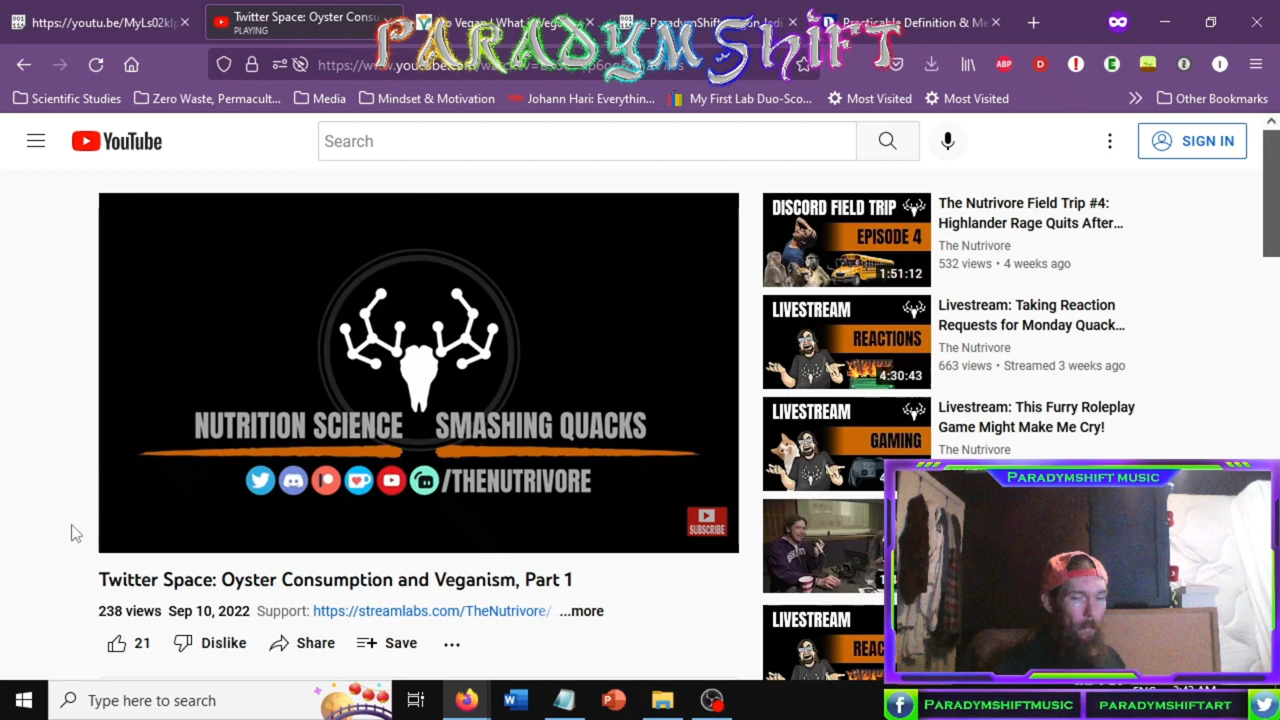 https://youtu.be/MyLs02kl
Twitter Space: Oyster Consu
PLAYING
ParadymShift
Scientific Studies
Zero Waste, Permacult...
Media
Mindset & Motivation
Johann Hari: Everythin...
My First Lab Duo-Sco...
Most Visited
Most Visited
Other Bookmarks
YouTube
Search
SIGN IN
NUTRITION SCIENCE SMASHING QUACKS
/THENUTRIVORE
SUBSCRIBE
DISCORD FIELD TRIP
EPISODE 4
1:51:12
The Nutrivore Field Trip #4:
Highlander Rage Quits After...
The Nutrivore
532 views • 4 weeks ago
LIVESTREAM
REACTIONS
4:30:43
Livestream: Taking Reaction
Requests for Monday Quack...
The Nutrivore
663 views • Streamed 3 weeks ago
LIVESTREAM
GAMING
Livestream: This Furry Roleplay
Game Might Make Me Cry!
The Nutrivore
LIVESTREAM
Paradymshift music
Twitter Space: Oyster Consumption and Veganism, Part 1
238 views Sep 10, 2022 Support: https://streamlabs.com/TheNutrivore/ ...more
21
Dislike
Share
Save
Type here to search
Paradymshiftmusic
Paradymshiftart